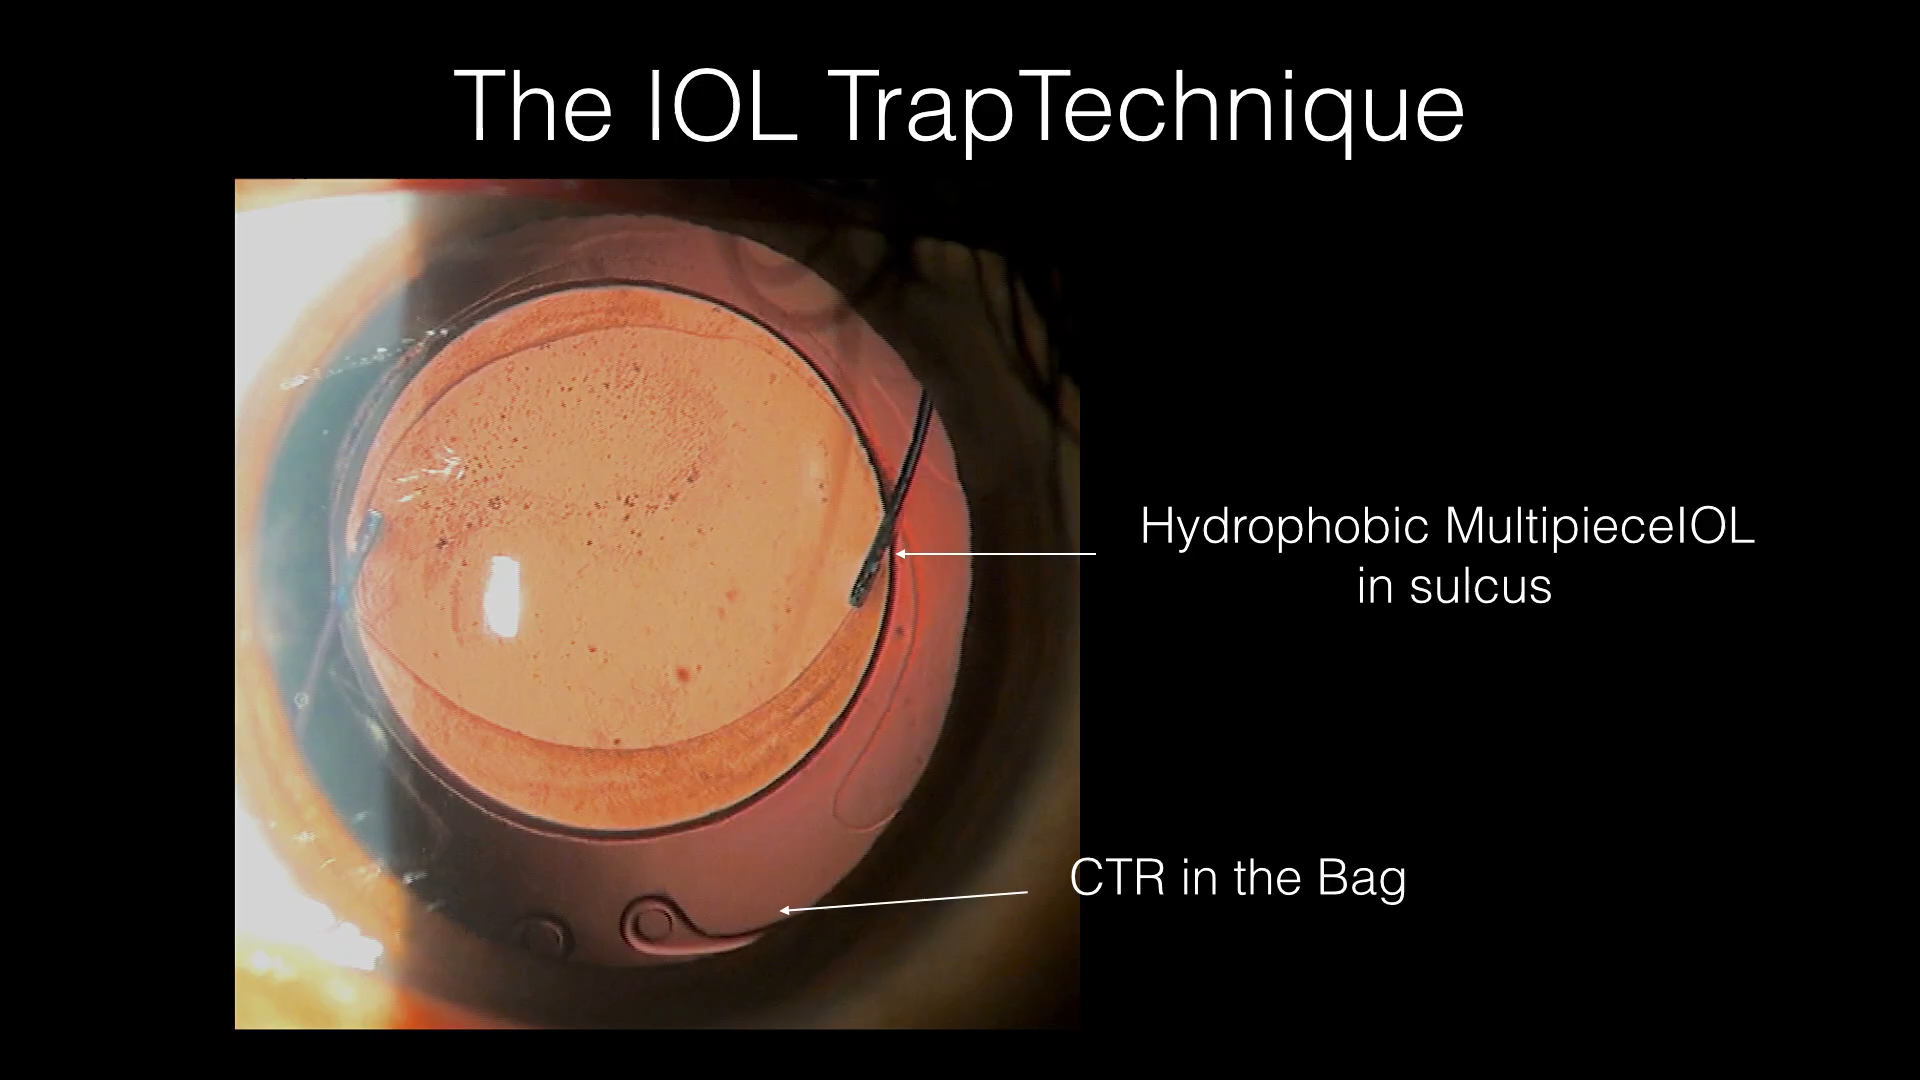 The IOL TrapTechnique
Hydrophobic MultipieceIOL
in sulcus
CTR in the Bag